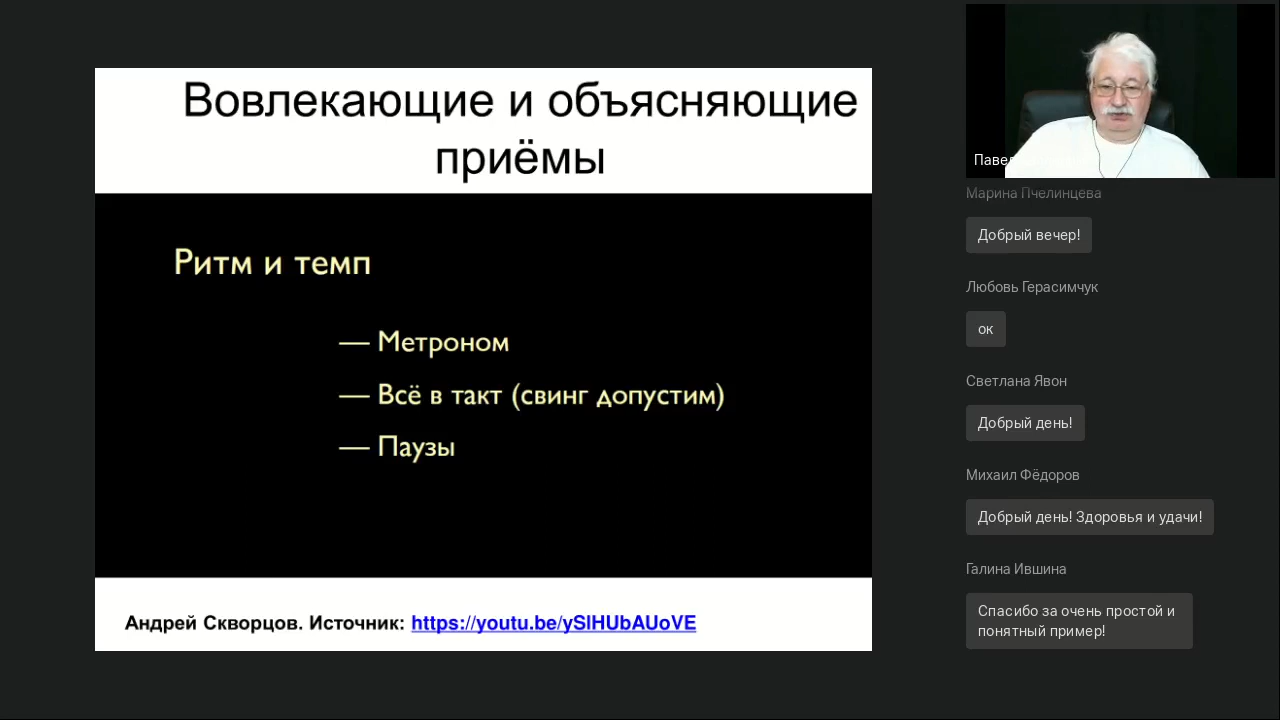 Вовлекающие и объясняющие
приёмы
Ритм и темп
— Метроном
— Всё в такт (свинг допустим)
— Паузы
Андрей Скворцов. Источник: https://youtu.be/ySlHUbAUoVE
Павел
Марина Пчелинцева
Добрый вечер!
Любовь Герасимчук
ок
Светлана Явон
Добрый день!
Михаил Фёдоров
Добрый день! Здоровья и удачи!
Галина Ившина
Спасибо за очень простой и
понятный пример!